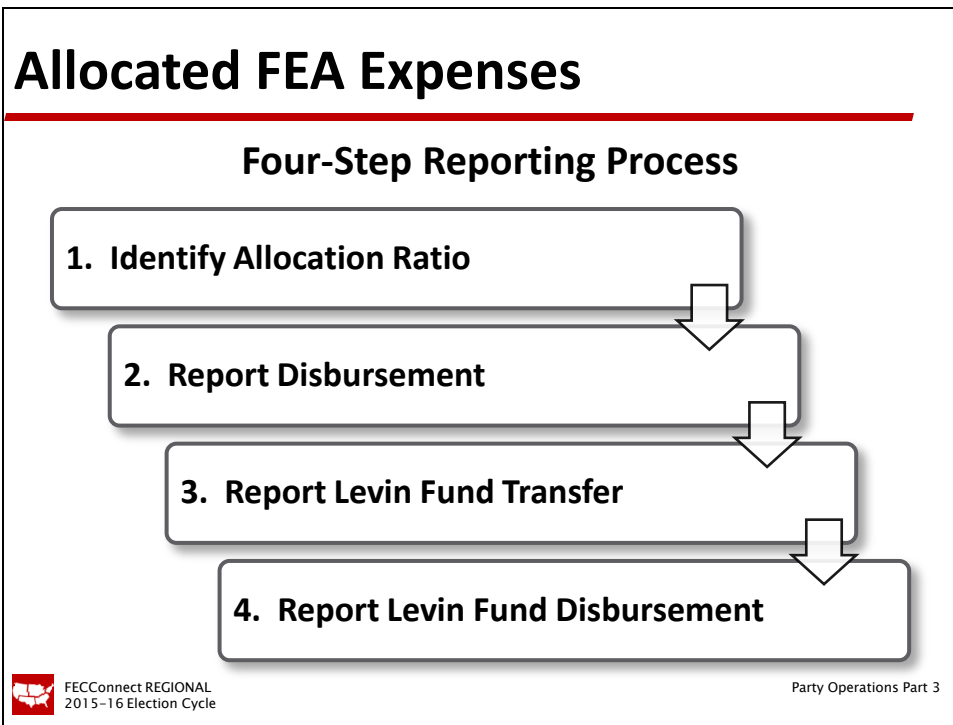 Allocated FEA Expenses
Four-Step Reporting Process
1. Identify Allocation Ratio
2. Report Disbursement
3. Report Levin Fund Transfer
4. Report Levin Fund Disbursement
FECConnect REGIONAL
2015-16 Election Cycle
Party Operations Part 3